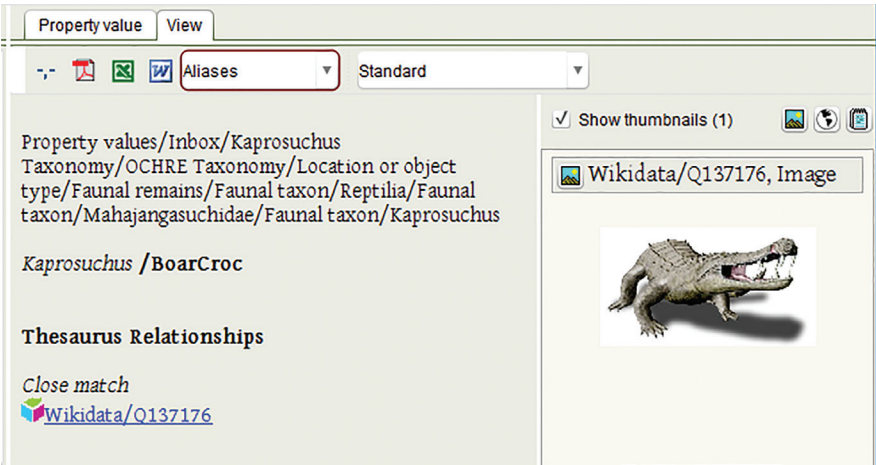 Property value View
-,- Aliases Standard
Property values/Inbox/Kaprosuchus
Taxonomy/OCHRE Taxonomy/Location or object
type/Faunal remains/Faunal taxon/Reptilia/Faunal
taxon/Mahajangasuchidae/Faunal taxon/Kaprosuchus
Kaprosuchus /BoarCroc
Thesaurus Relationships
Close match
Wikidata/Q137176
Show thumbnails (1)
Wikidata/Q137176, Image